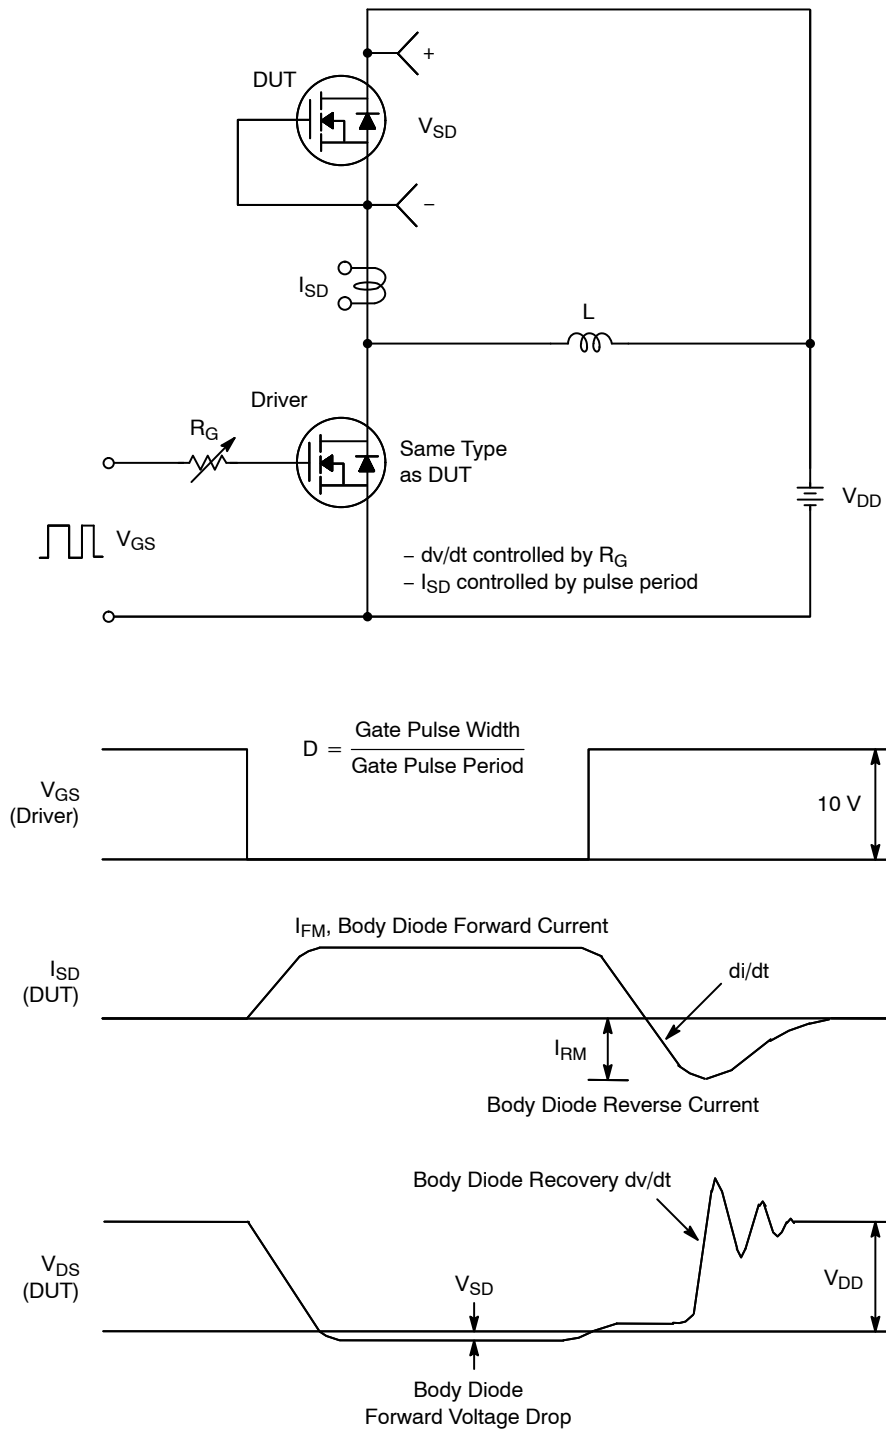 +
DUT
V_SD
–
I_SD
L
Driver
R_G
Same Type
as DUT
V_DD
V_GS
– dv/dt controlled by R_G
– I_SD controlled by pulse period
D = Gate Pulse Width
Gate Pulse Period
V_GS
(Driver)
10 V
I_FM, Body Diode Forward Current
I_SD
(DUT)
di/dt
I_RM
Body Diode Reverse Current
Body Diode Recovery dv/dt
V_DS
(DUT)
V_SD
V_DD
Body Diode
Forward Voltage Drop